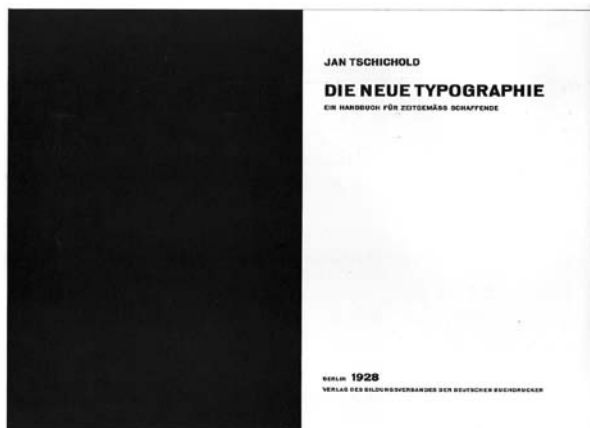 JAN TSCHICHOLD
DIE NEUE TYPOGRAPHIE
EIN HANDBUCH FÜR ZEITGEMÄSS SCHAFFENDE
BERLIN 1928
VERLAG DES BILDUNGSVERBANDES DER DEUTSCHEN BUCHDRUCKER